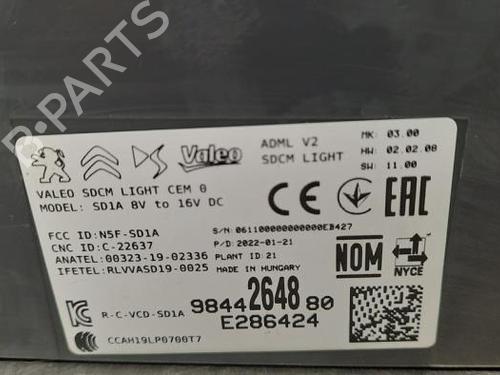 R-PARTS
Valeo
ADML V2
SDCM LIGHT
MK: 03.00
HW: 02.02.08
SW: 11.00
VALEO SDCM LIGHT CEM 0
MODEL: SD1A 8V to 16V DC
CE
EAC
FCC ID:N5F-SD1A
CNC ID:C-22637
ANATEL:00323-19-02336
IFETEL:RLVVASD19-0025
S/N:061100000000000000EB427
P/D:2022-01-21
PLANT ID:21
MADE IN HUNGARY
NOM
NYCE
R-C-VCD-SD1A
98442648 80
E286424
CCAH19LP0700T7